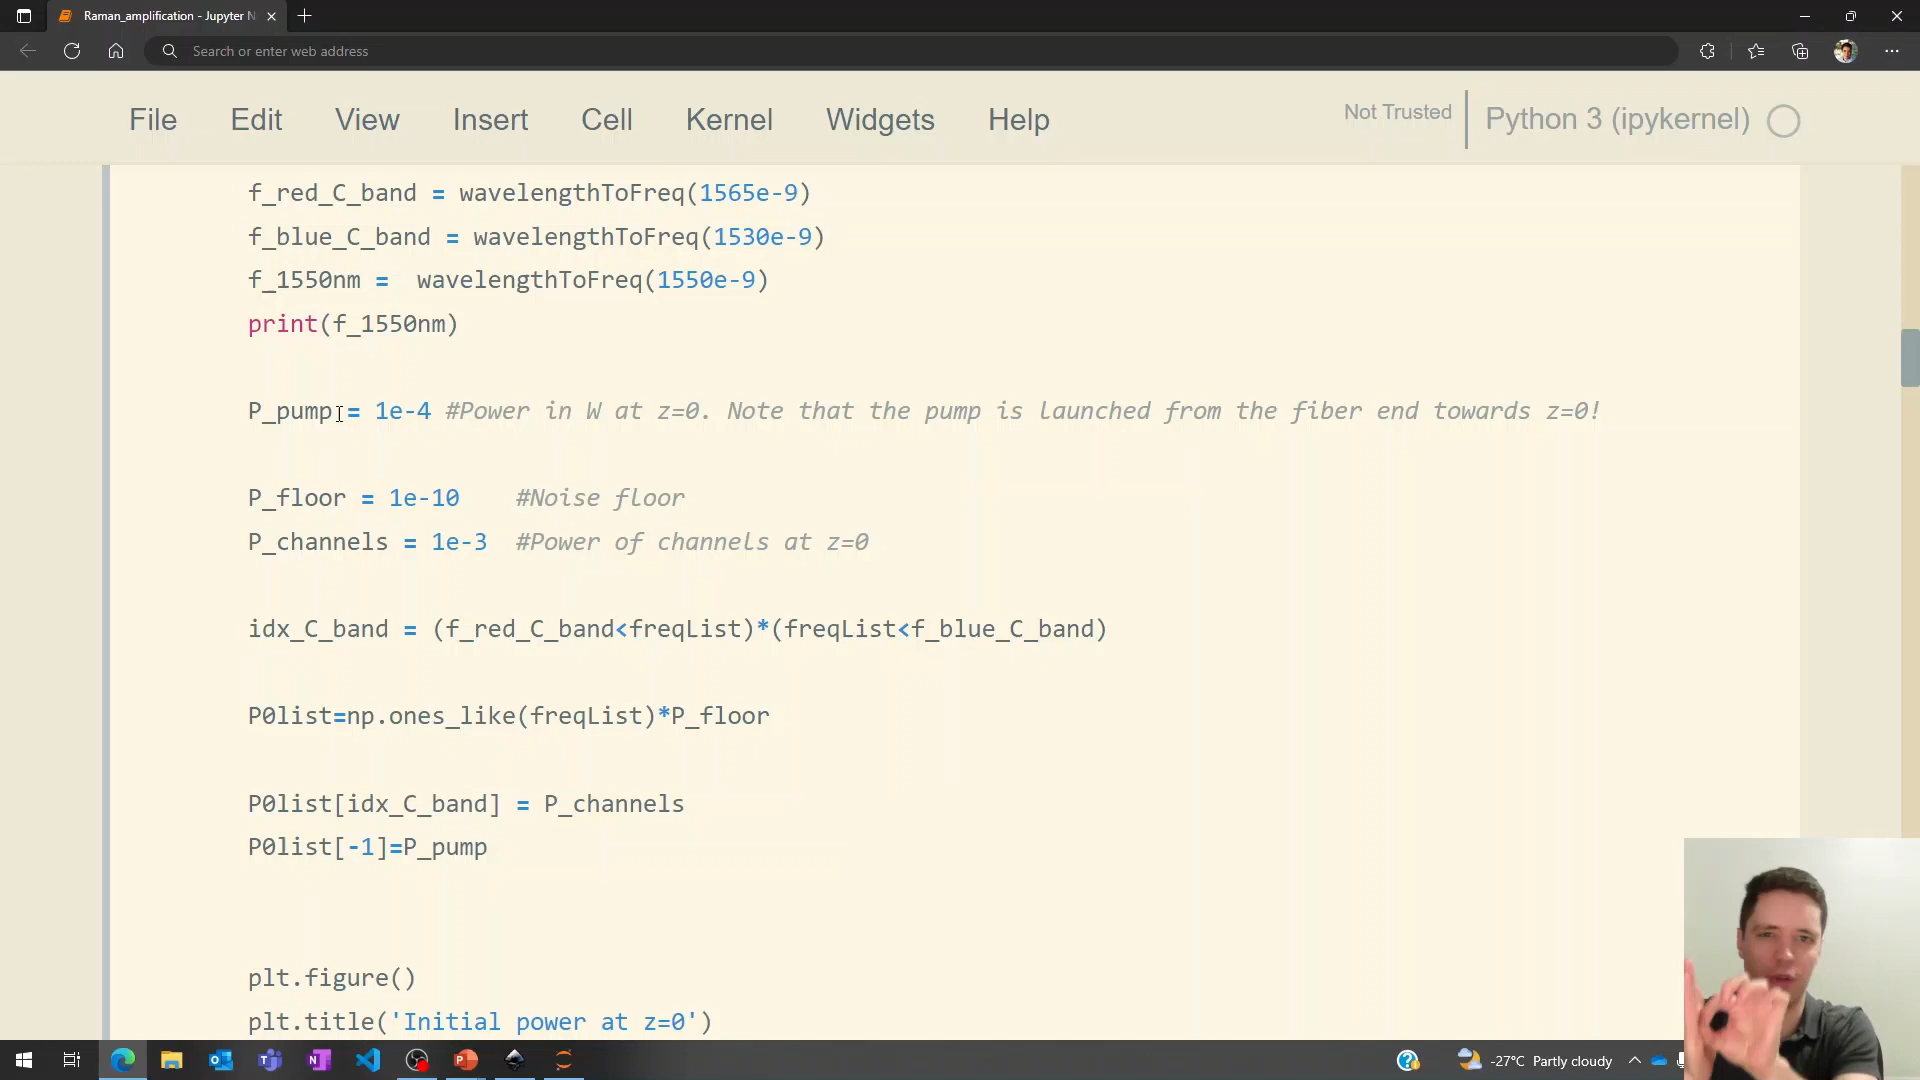 Raman_amplification - Jupyter N
Search or enter web address
File Edit View Insert Cell Kernel Widgets Help
Not Trusted
Python 3 (ipykernel)
f_red_C_band = wavelengthToFreq(1565e-9)
f_blue_C_band = wavelengthToFreq(1530e-9)
f_1550nm =  wavelengthToFreq(1550e-9)
print(f_1550nm)
P_pump = 1e-4 #Power in W at z=0. Note that the pump is launched from the fiber end towards z=0!
P_floor = 1e-10    #Noise floor
P_channels = 1e-3  #Power of channels at z=0
idx_C_band = (f_red_C_band<freqList)*(freqList<f_blue_C_band)
P0list=np.ones_like(freqList)*P_floor
P0list[idx_C_band] = P_channels
P0list[-1]=P_pump
plt.figure()
plt.title('Initial power at z=0')
-27°C Partly cloudy